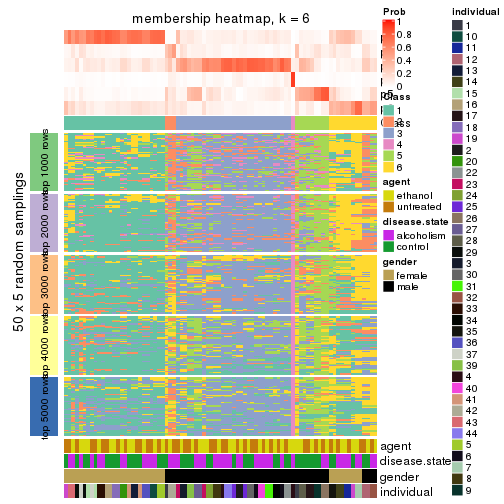 membership heatmap, k = 6
50 x 5 random samplings
top 1000 rows
top 2000 rows
top 3000 rows
top 4000 rows
top 5000 rows
agent
disease.state
gender
individual
Prob
1
0.8
0.6
0.4
0.2
0
Class
1
2
3
4
5
6
agent
ethanol
untreated
disease.state
alcoholism
control
gender
female
male
individual
1
10
11
12
13
14
15
16
17
18
19
2
20
22
23
24
25
26
27
28
29
3
30
31
32
33
34
35
36
37
39
4
40
41
42
43
44
5
6
7
8
9